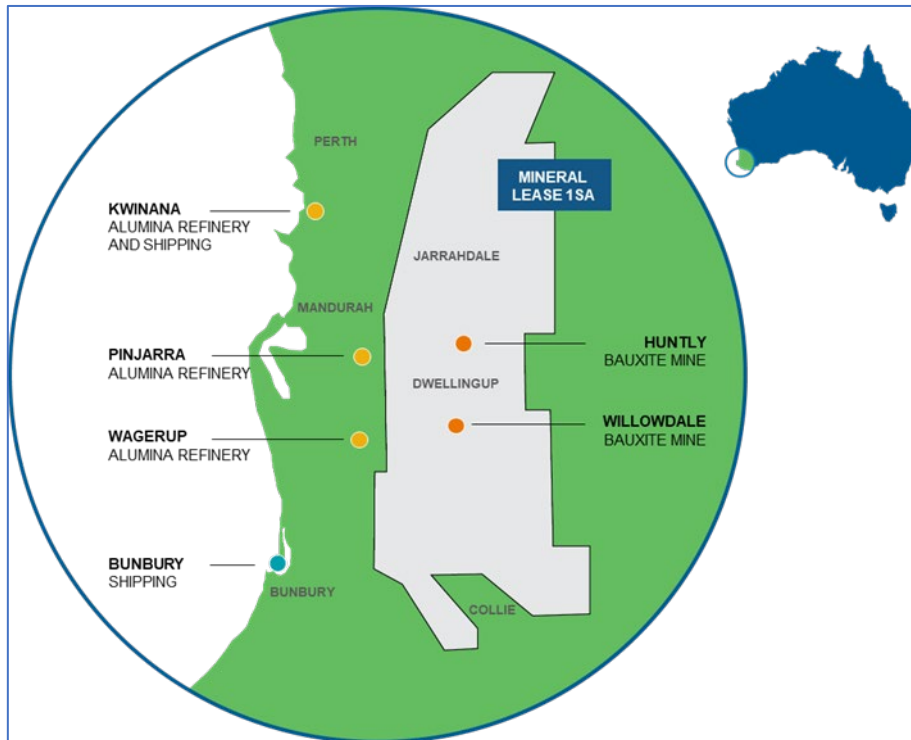 PERTH
MINERAL
LEASE 1SA
KWINANA
ALUMINA REFINERY
AND SHIPPING
JARRAHDALE
MANDURAH
PINJARRA
ALUMINA REFINERY
HUNTLY
BAUXITE MINE
DWELLINGUP
WAGERUP
ALUMINA REFINERY
WILLOWDALE
BAUXITE MINE
BUNBURY
SHIPPING
BUNBURY
COLLIE